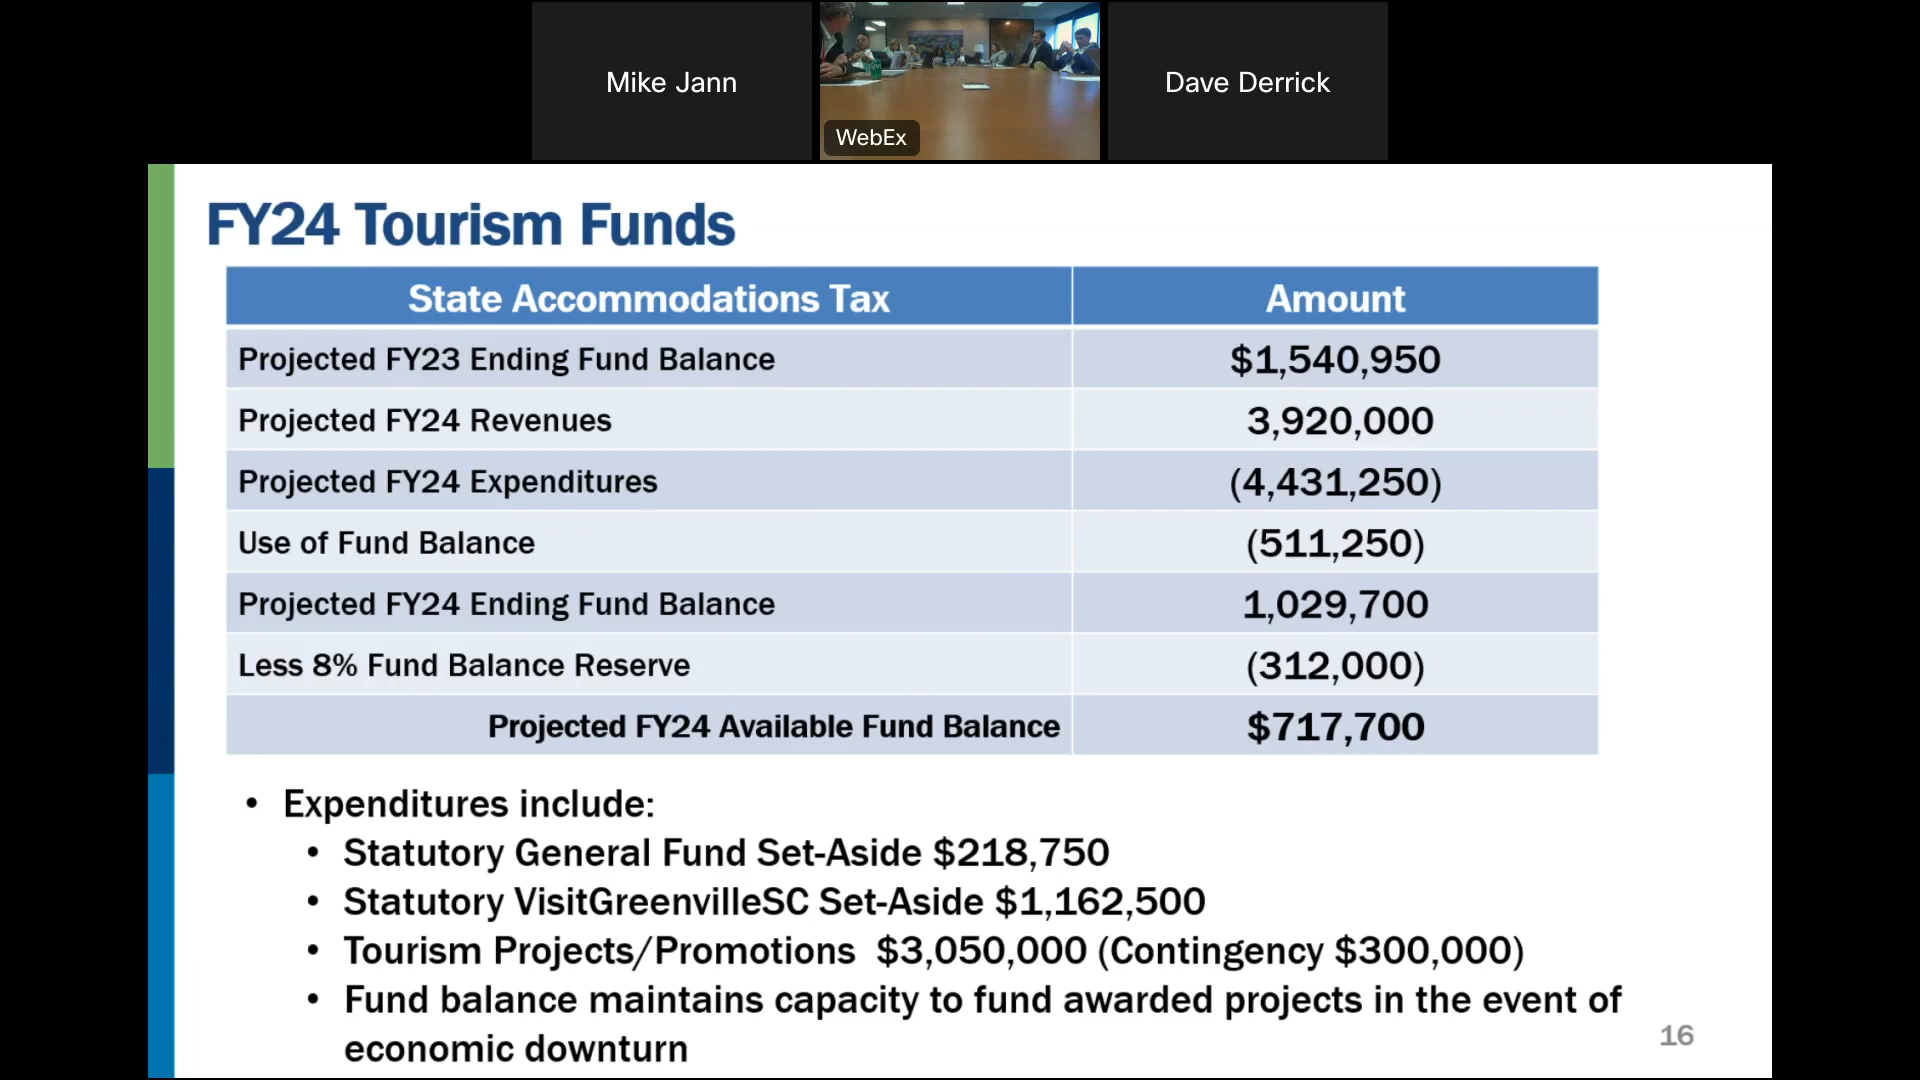 Mike Jann
WebEx
Dave Derrick
FY24 Tourism Funds
State Accommodations Tax Amount
Projected FY23 Ending Fund Balance $1,540,950
Projected FY24 Revenues 3,920,000
Projected FY24 Expenditures (4,431,250)
Use of Fund Balance (511,250)
Projected FY24 Ending Fund Balance 1,029,700
Less 8% Fund Balance Reserve (312,000)
Projected FY24 Available Fund Balance $717,700
• Expenditures include:
• Statutory General Fund Set-Aside $218,750
• Statutory VisitGreenvilleSC Set-Aside $1,162,500
• Tourism Projects/Promotions $3,050,000 (Contingency $300,000)
• Fund balance maintains capacity to fund awarded projects in the event of
economic downturn
16